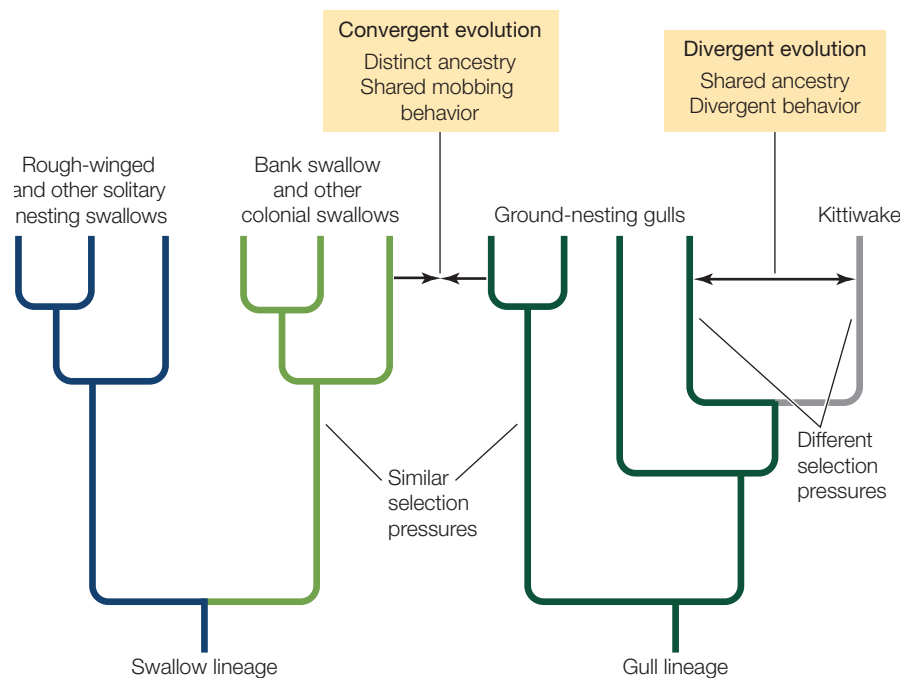 Convergent evolution
Distinct ancestry
Shared mobbing
behavior
Divergent evolution
Shared ancestry
Divergent behavior
Rough-winged
and other solitary
nesting swallows
Bank swallow
and other
colonial swallows
Ground-nesting gulls
Kittiwake
Similar
selection
pressures
Different
selection
pressures
Swallow lineage
Gull lineage